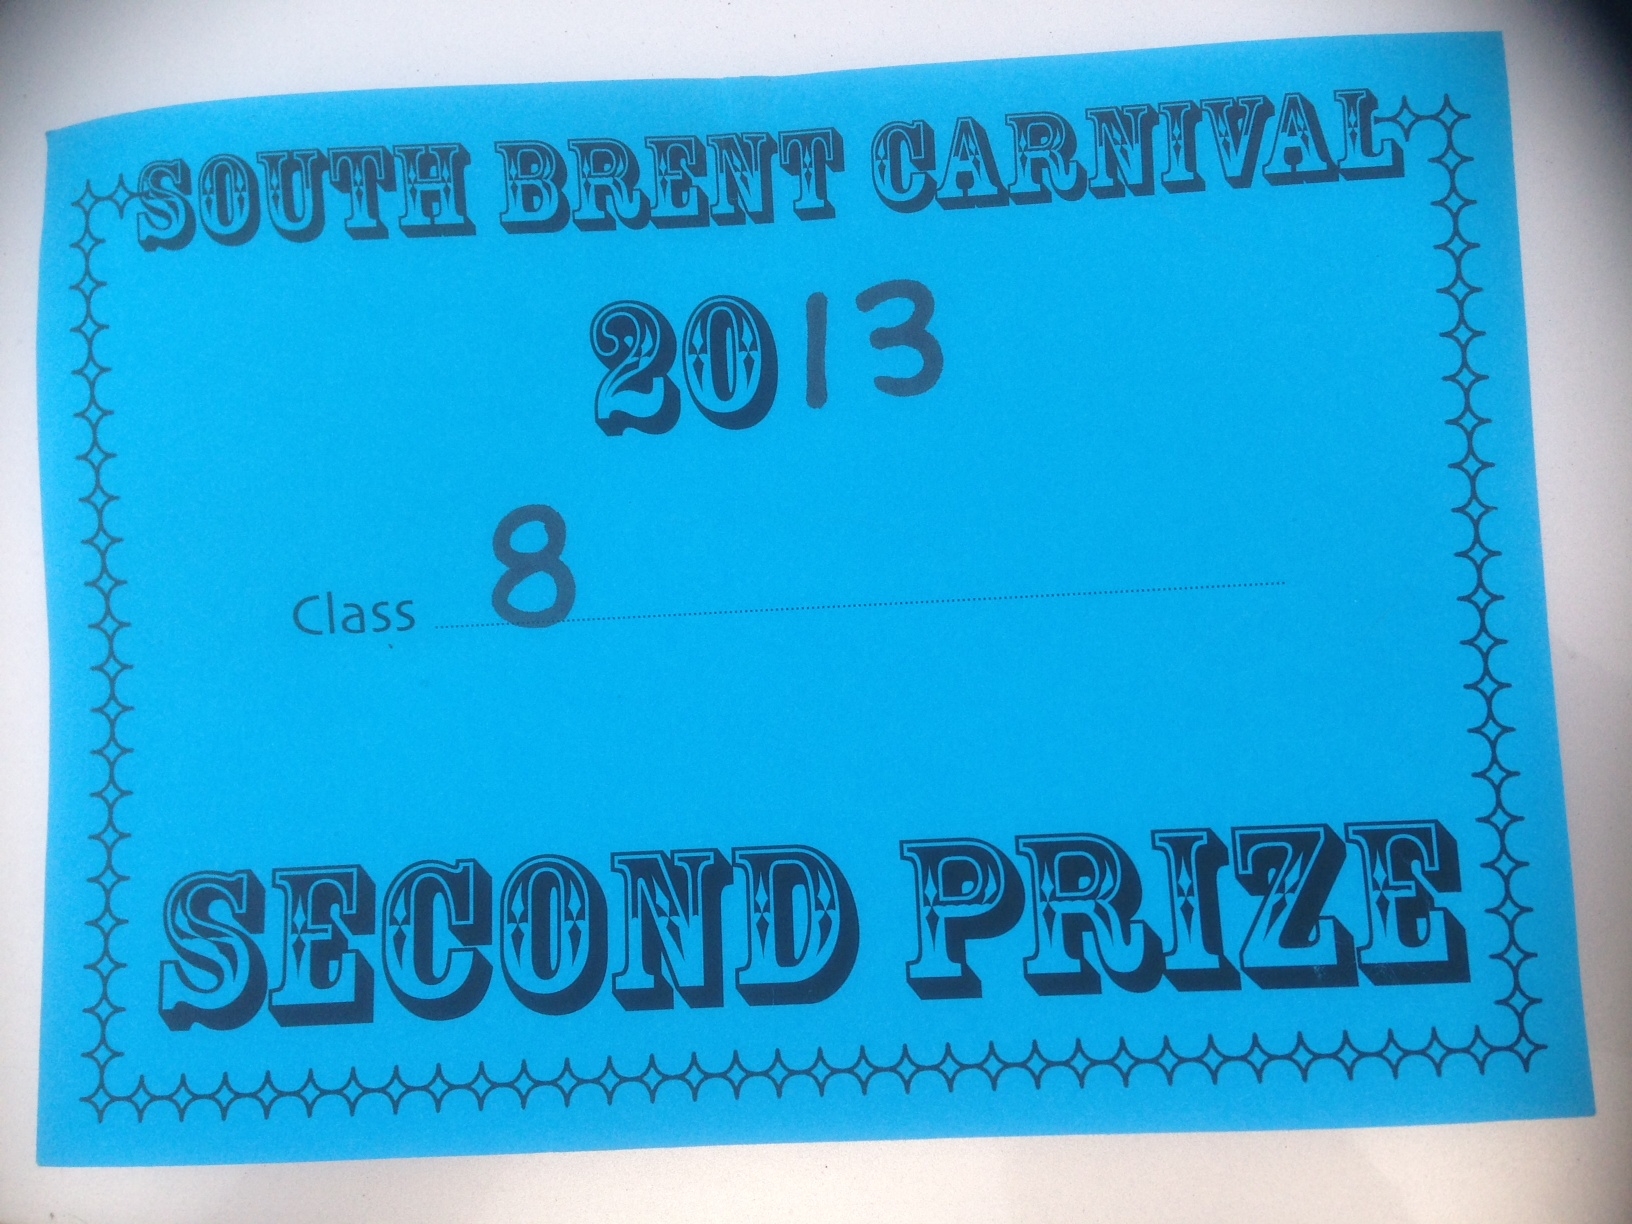 SOUTH BRENT CARNIVAL
2013
Class 8
SECOND PRIZE